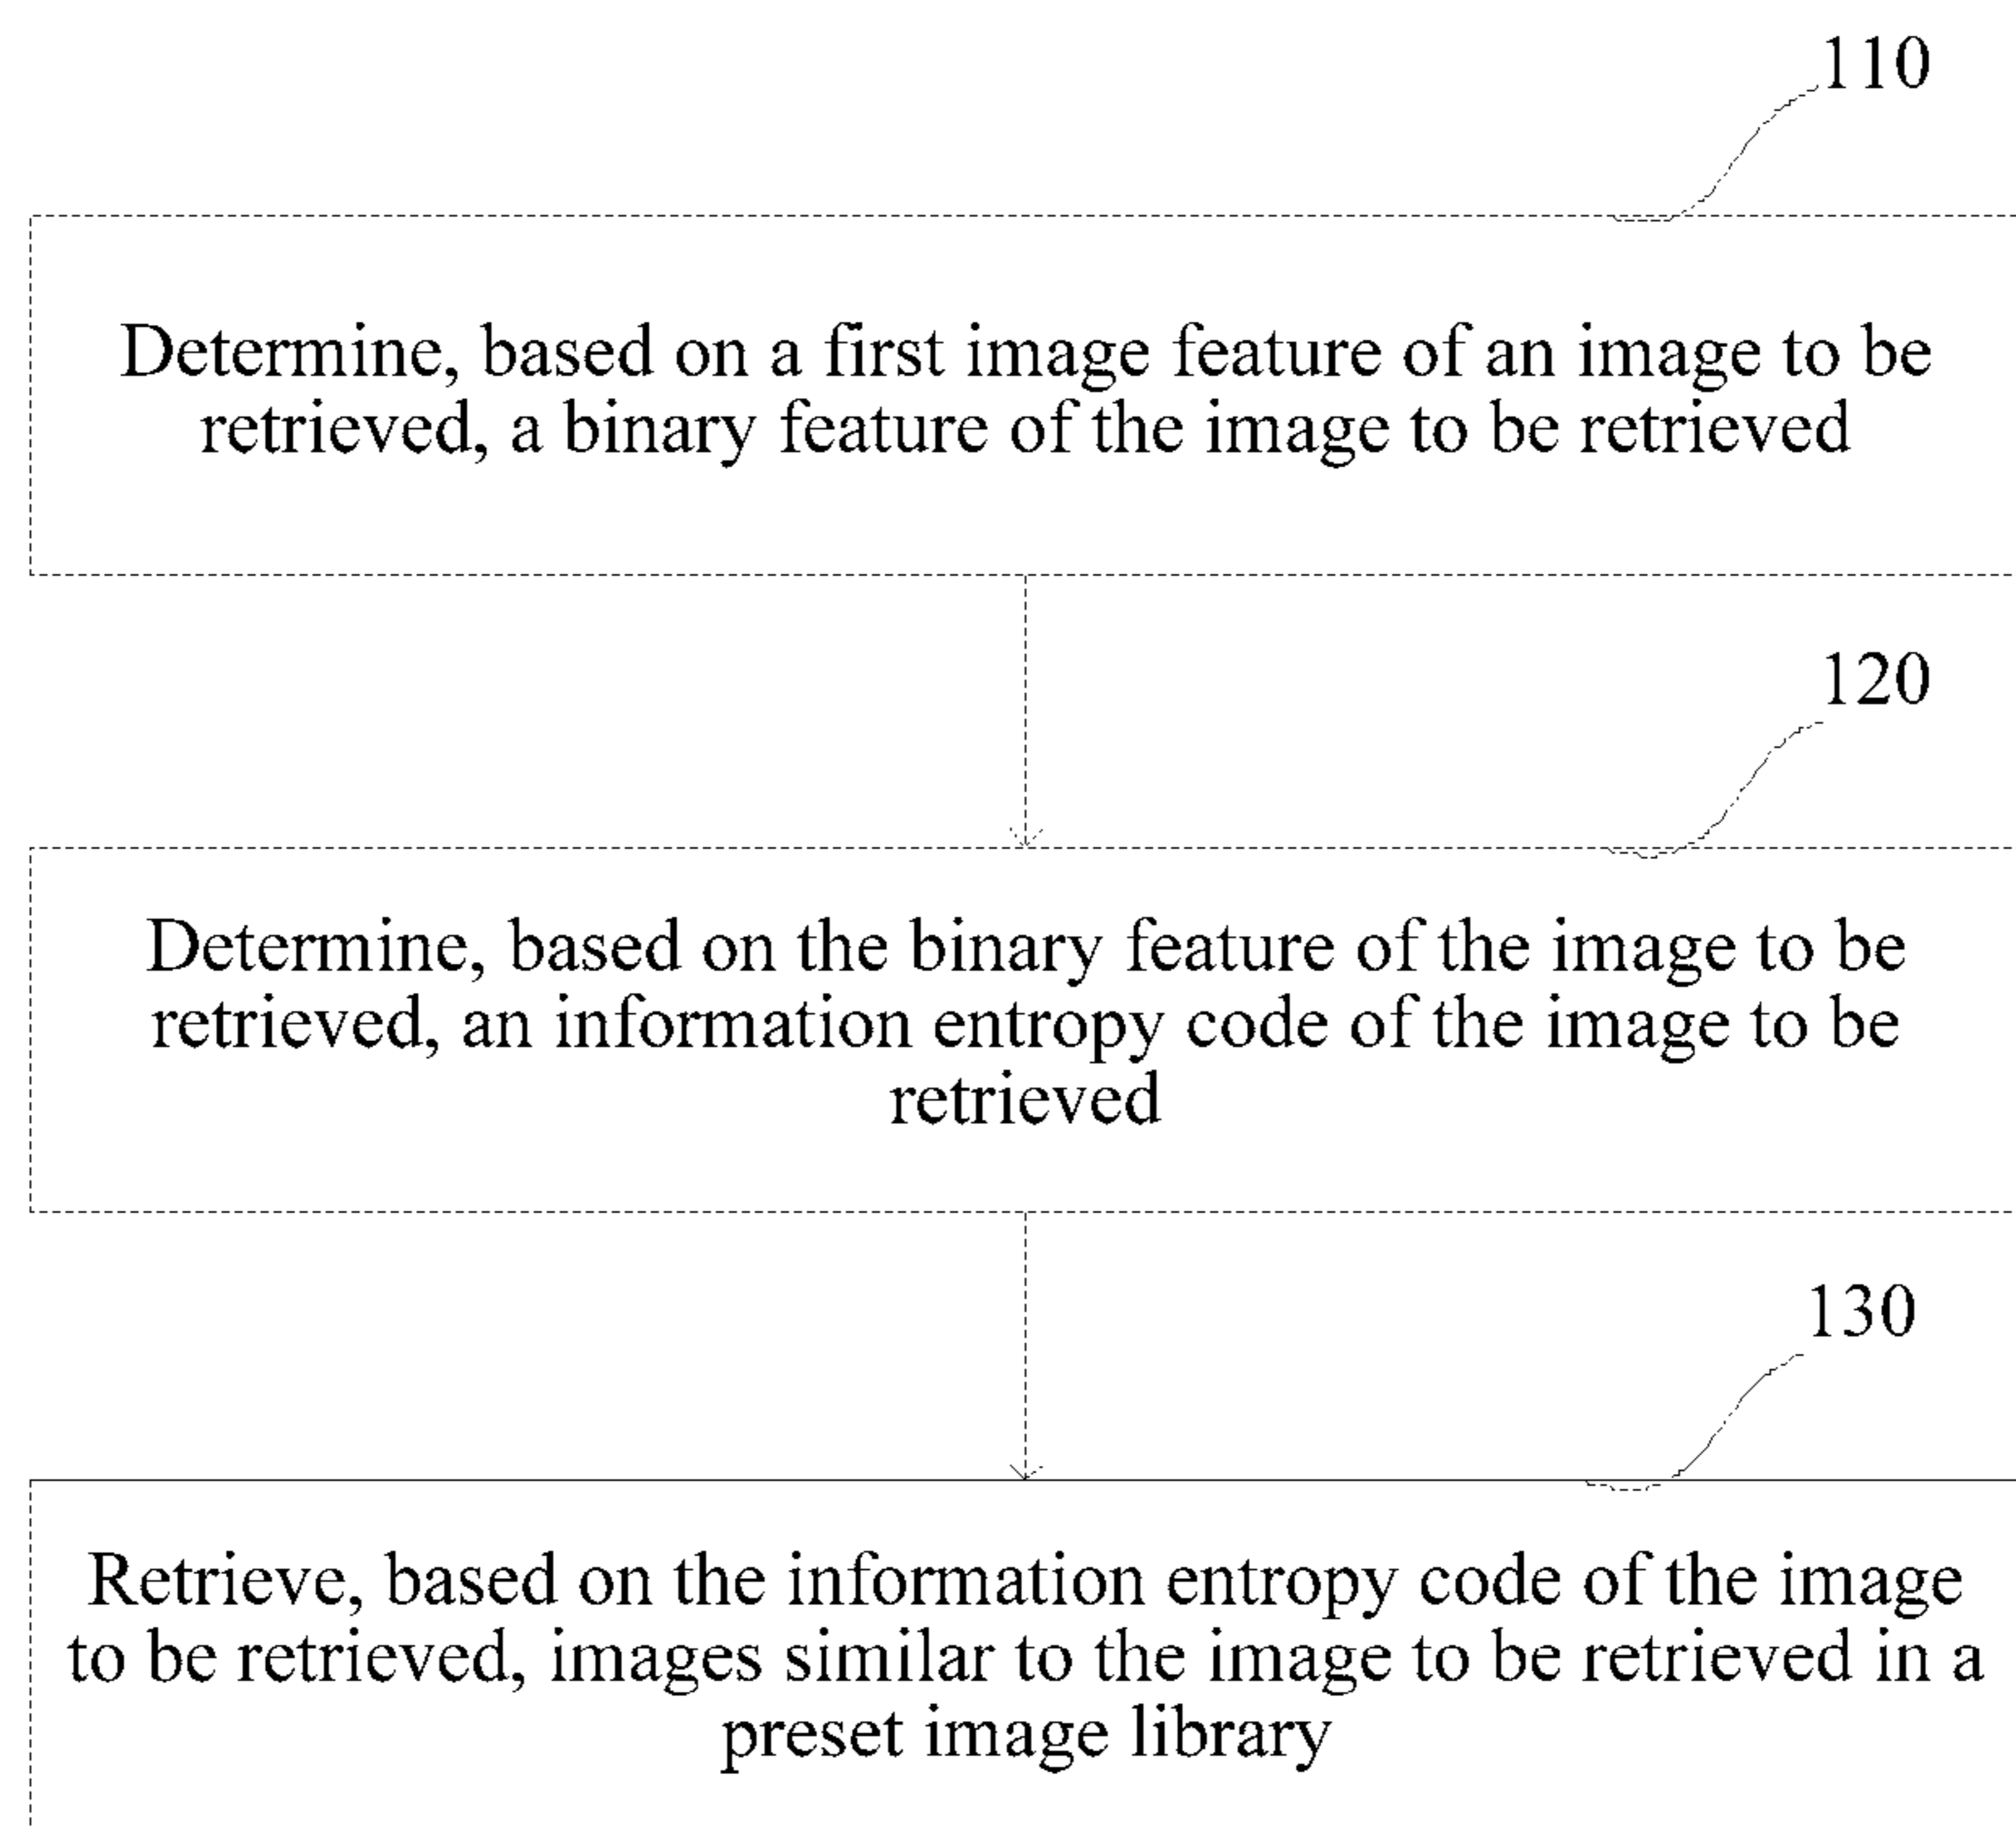 110
Determine, based on a first image feature of an image to be
retrieved, a binary feature of the image to be retrieved
120
Determine, based on the binary feature of the image to be
retrieved, an information entropy code of the image to be
retrieved
130
Retrieve, based on the information entropy code of the image
to be retrieved, images similar to the image to be retrieved in a
preset image library